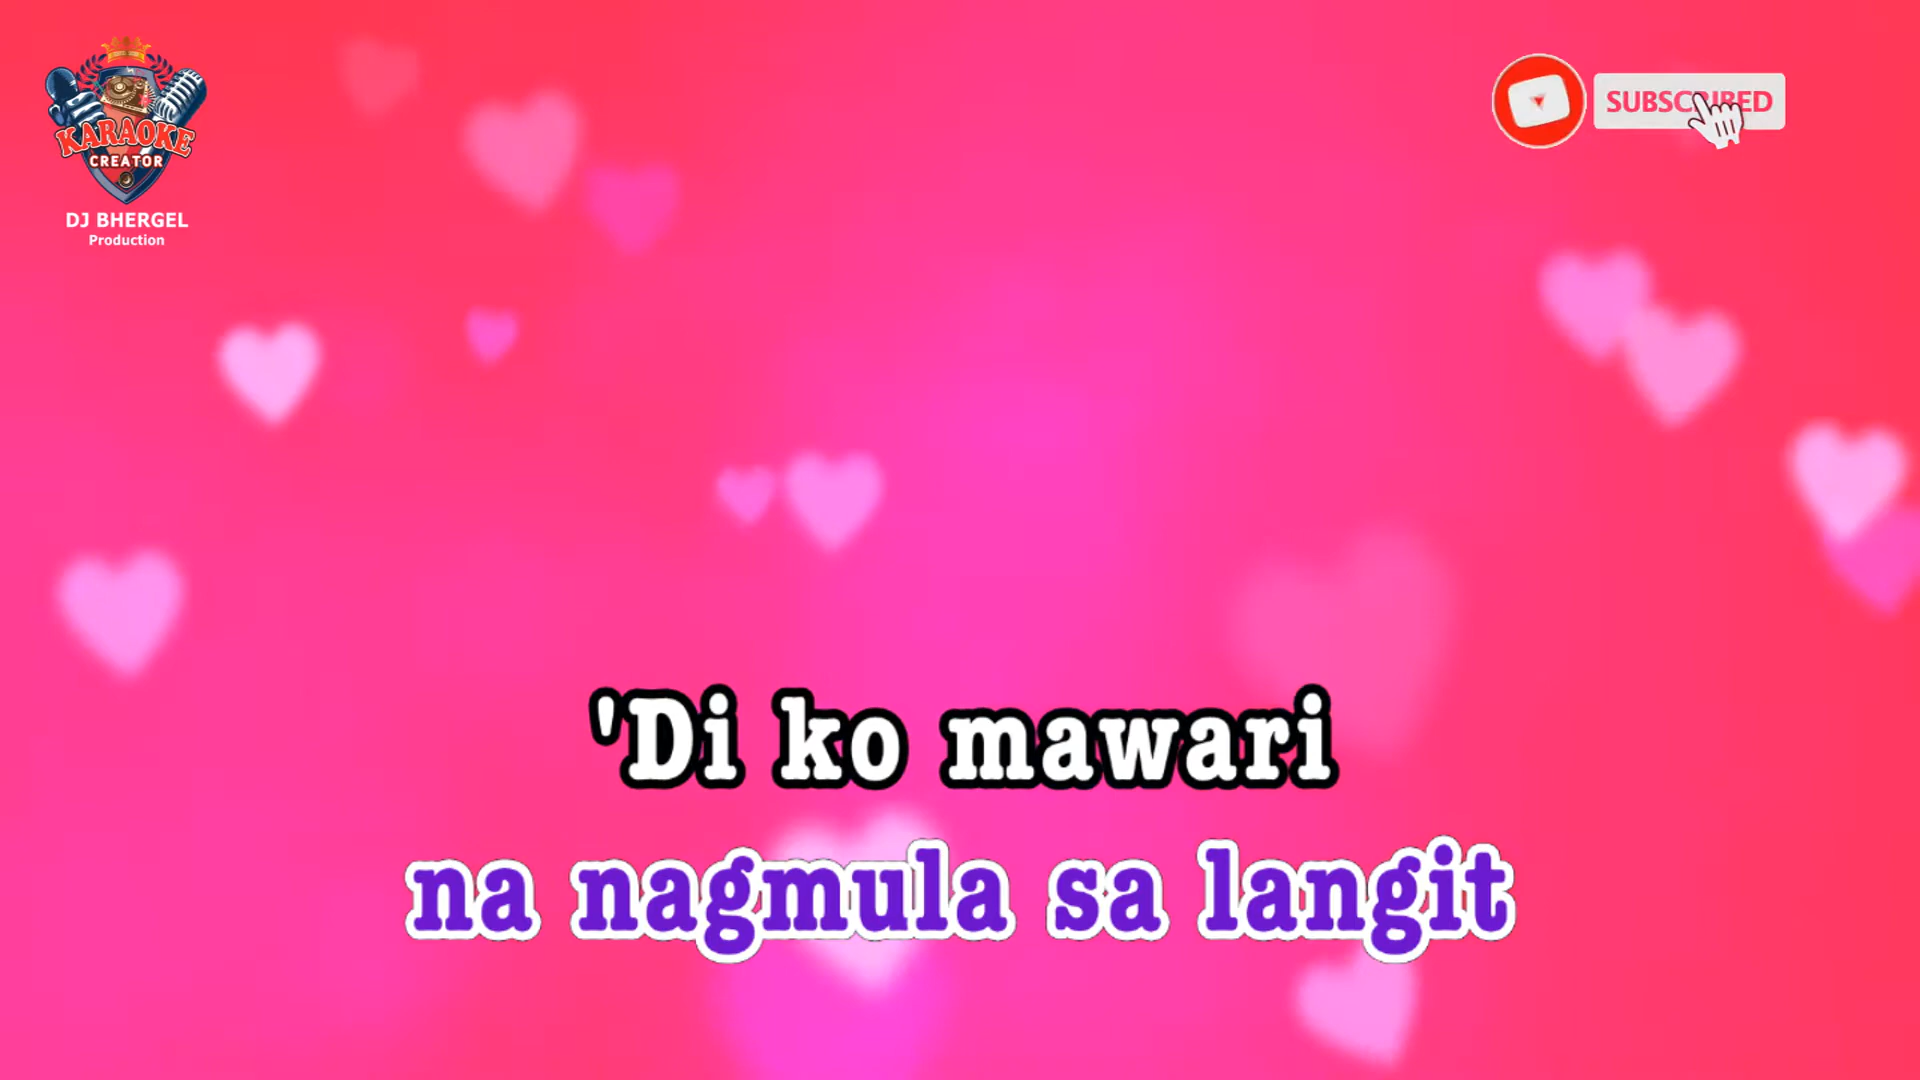 KARAOKE
CREATOR
DJ BHERGEL
Production
SUBSCRIBED
'Di ko mawari
na nagmula sa langit